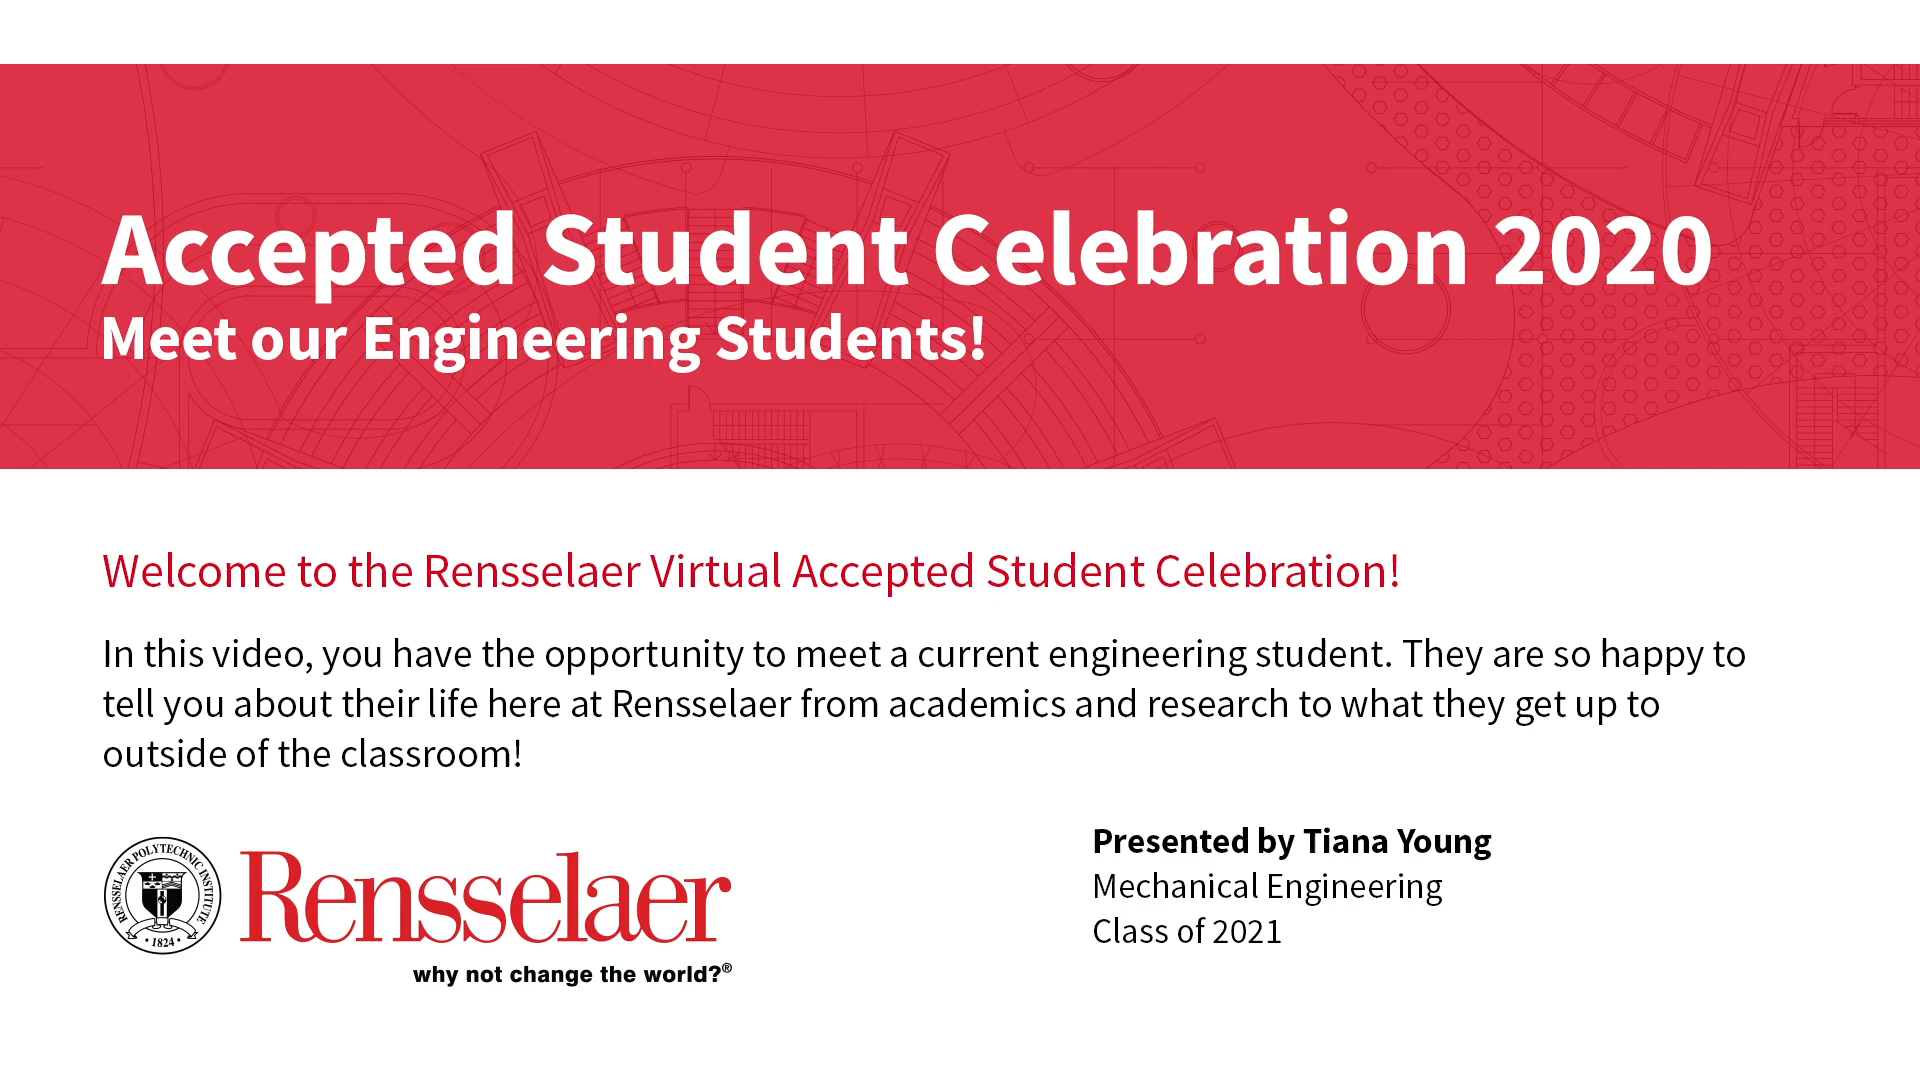 Accepted Student Celebration 2020
Meet our Engineering Students!
Welcome to the Rensselaer Virtual Accepted Student Celebration!
In this video, you have the opportunity to meet a current engineering student. They are so happy to
tell you about their life here at Rensselaer from academics and research to what they get up to
outside of the classroom!
Presented by Tiana Young
Mechanical Engineering
Class of 2021
RENSSELAER POLYTECHNIC INSTITUTE
• 1824 •
Rensselaer
why not change the world?®